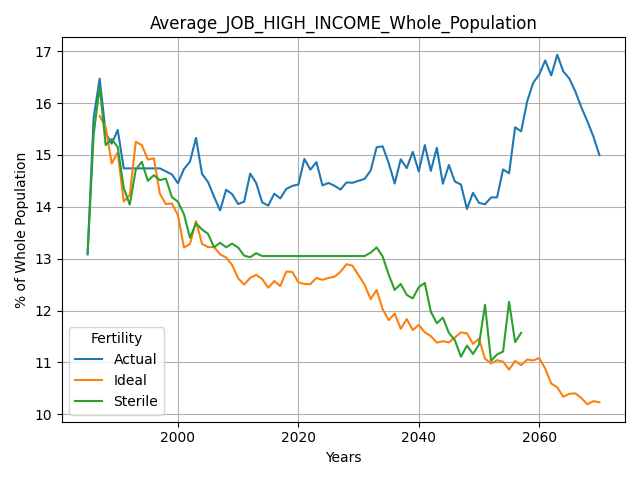 Average_JOB_HIGH_INCOME_Whole_Population
% of Whole Population
17
16
15
14
13
12
11
10
Fertility
Actual
Ideal
Sterile
2000 2020 2040 2060
Years